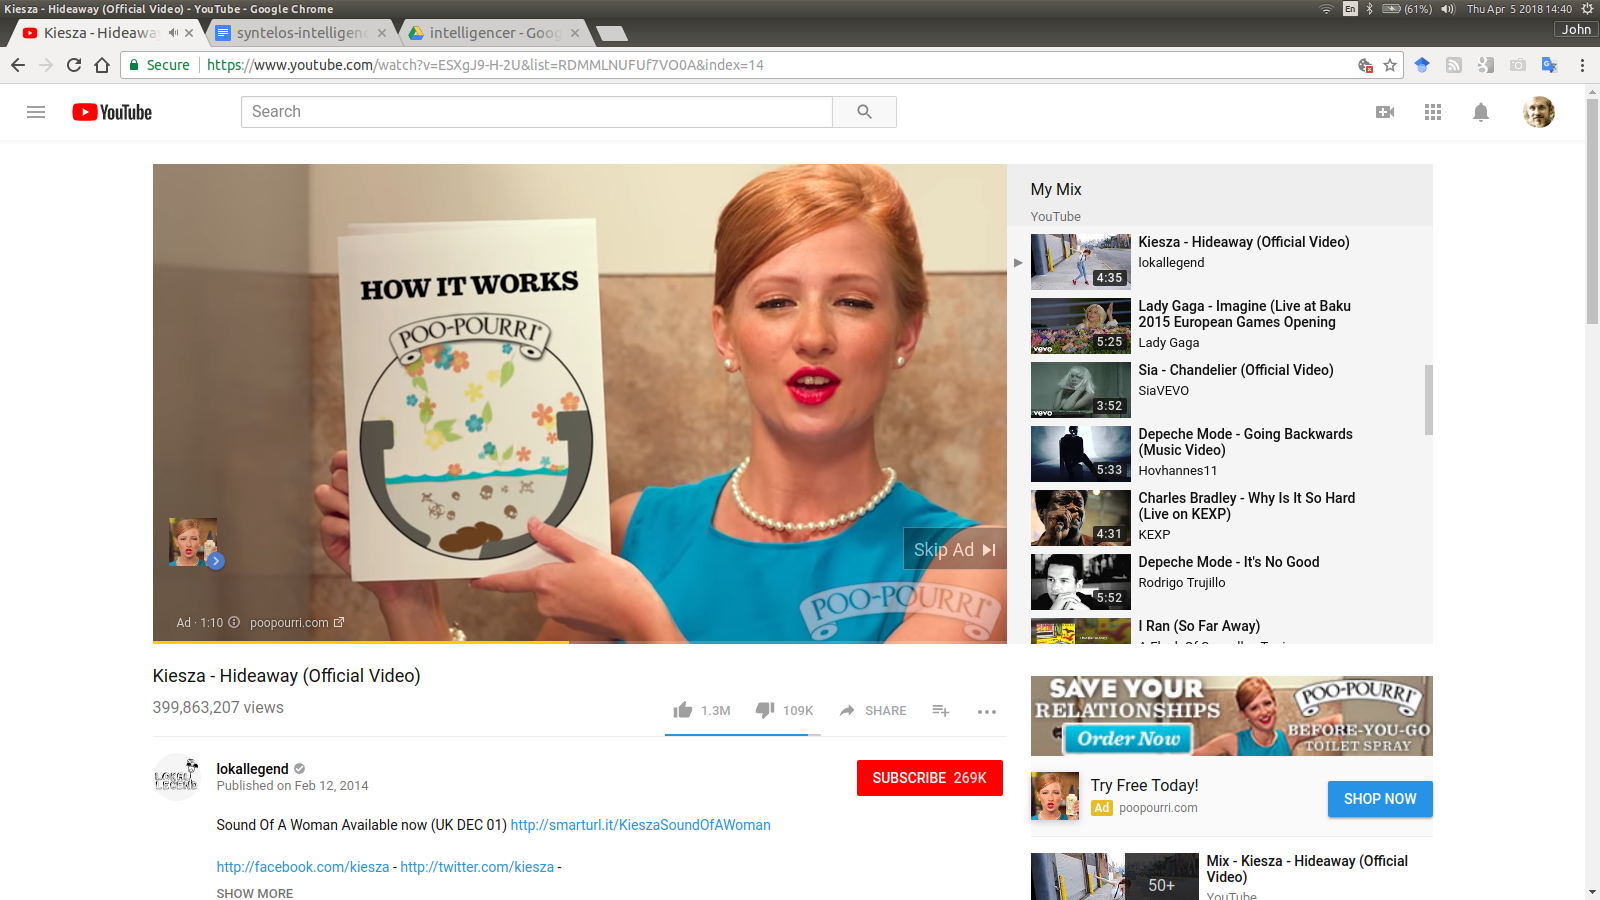 Kiesza - Hideaway (Official Video) - YouTube - Google Chrome
En
(61%)
Thu Apr 5 2018 14:40
Kiesza - Hideaway
syntelos-intelligenc
intelligencer - Goog
John
Secure
https://www.youtube.com/watch?v=ESXgJ9-H-2U&list=RDMMLNUFUf7VO0A&index=14
YouTube
Search
HOW IT WORKS
POO-POURRI
Skip Ad
POO-POURRI
Ad · 1:10
poopourri.com
My Mix
YouTube
Kiesza - Hideaway (Official Video)
lokallegend
4:35
Lady Gaga - Imagine (Live at Baku
2015 European Games Opening
Lady Gaga
vevo
5:25
Sia - Chandelier (Official Video)
SiaVEVO
vevo
3:52
Depeche Mode - Going Backwards
(Music Video)
Hovhannes11
5:33
Charles Bradley - Why Is It So Hard
(Live on KEXP)
KEXP
4:31
Depeche Mode - It's No Good
Rodrigo Trujillo
5:52
I Ran (So Far Away)
Kiesza - Hideaway (Official Video)
399,863,207 views
1.3M
109K
SHARE
LOKAL
LEGEND
lokallegend
Published on Feb 12, 2014
SUBSCRIBE 269K
Sound Of A Woman Available now (UK DEC 01) http://smarturl.it/KieszaSoundOfAWoman
http://facebook.com/kiesza - http://twitter.com/kiesza -
SHOW MORE
SAVE YOUR
RELATIONSHIPS
Order Now
POO-POURRI
BEFORE-YOU-GO
TOILET SPRAY
Try Free Today!
Ad poopourri.com
SHOP NOW
50+
Mix - Kiesza - Hideaway (Official
Video)
YouTube